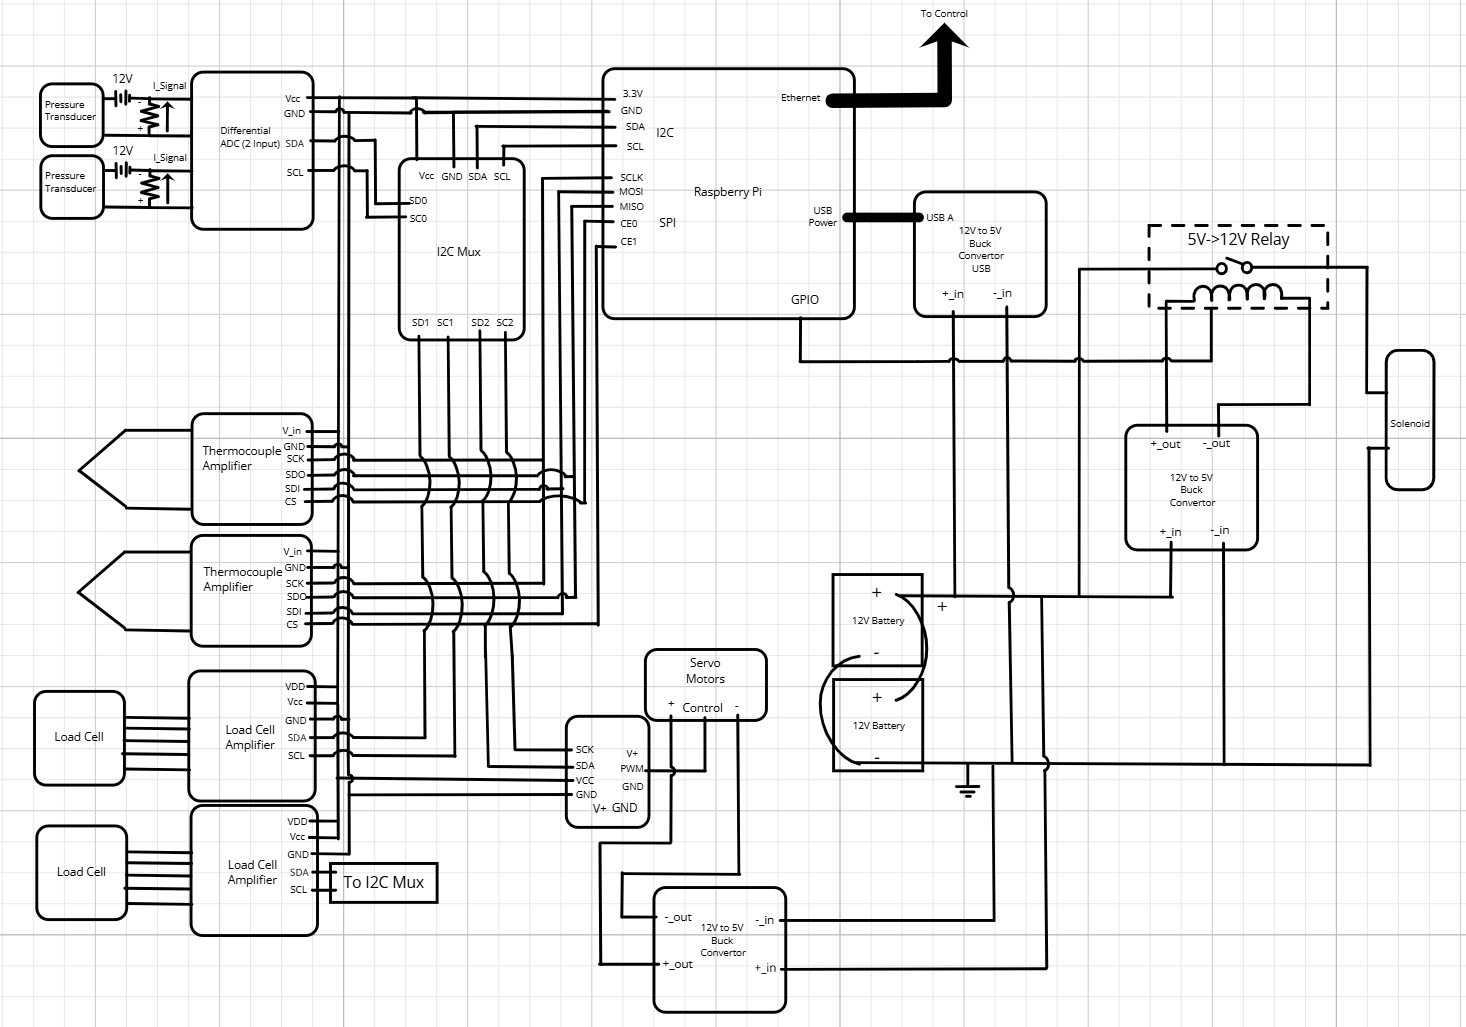 To Control
12V
I_Signal
Pressure
Transducer
-
+
12V
I_Signal
Pressure
Transducer
-
+
Differential
ADC (2 Input)
Vcc
GND
SDA
SCL
Vcc
GND
SDA
SCL
SD0
SC0
I2C Mux
SD1
SC1
SD2
SC2
3.3V
GND
SDA
SCL
I2C
SCLK
MOSI
MISO
CE0
CE1
SPI
Raspberry Pi
Ethernet
USB
Power
GPIO
USB A
12V to 5V
Buck
Convertor
USB
+_in
-_in
5V->12V Relay
Solenoid
+_out
-_out
12V to 5V
Buck
Convertor
+_in
-_in
Thermocouple
Amplifier
V_in
GND
SCK
SDO
SDI
CS
Thermocouple
Amplifier
V_in
GND
SCK
SDO
SDI
CS
Load Cell
Load Cell
Amplifier
VDD
Vcc
GND
SDA
SCL
Load Cell
Load Cell
Amplifier
VDD
Vcc
GND
SDA
SCL
To I2C Mux
Servo
Motors
+
Control
-
SCK
SDA
VCC
GND
V+
PWM
GND
V+ GND
+
12V Battery
-
+
+
12V Battery
-
-_out
+_out
12V to 5V
Buck
Convertor
-_in
+_in